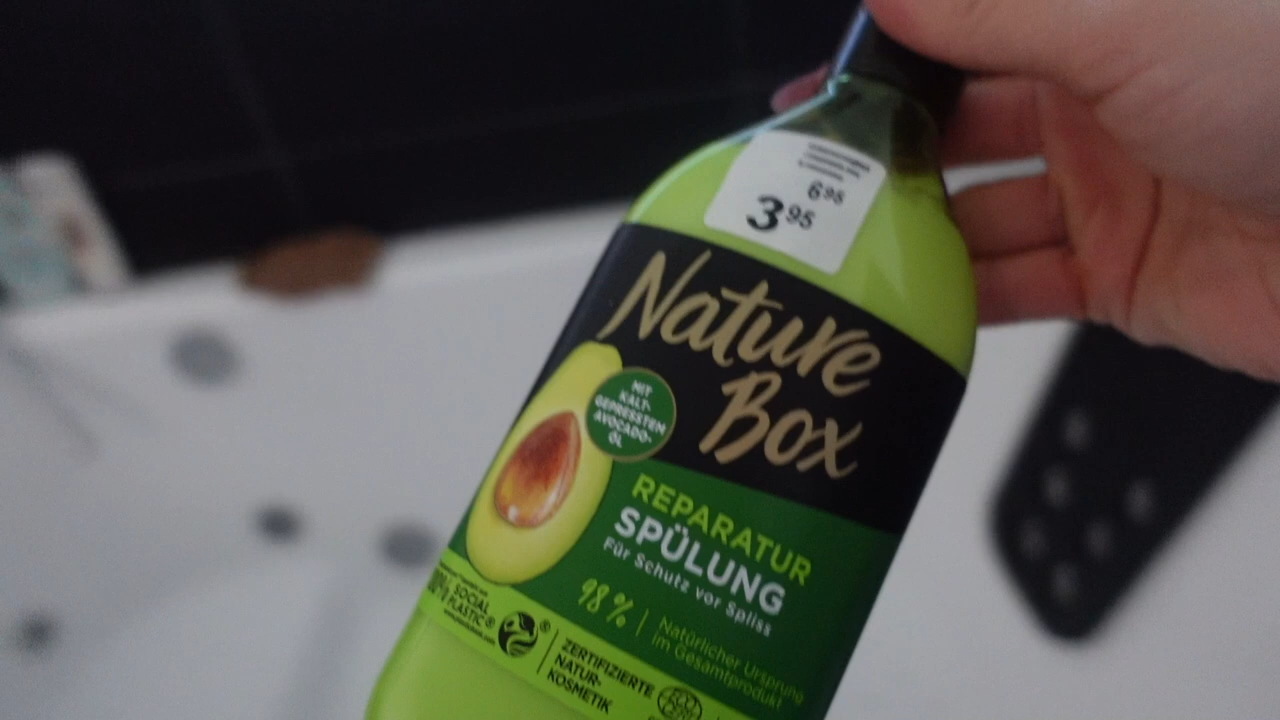 6 95
3 95
Nature
Box
MIT
KALT-
GEPRESSTEM
AVOCADO-
ÖL
REPARATUR
SPÜLUNG
Für Schutz vor Spliss
98%
Natürlicher Ursprung
im Gesamtprodukt
SOCIAL
PLASTIC®
ZERTIFIZIERTE
NATUR-
KOSMETIK